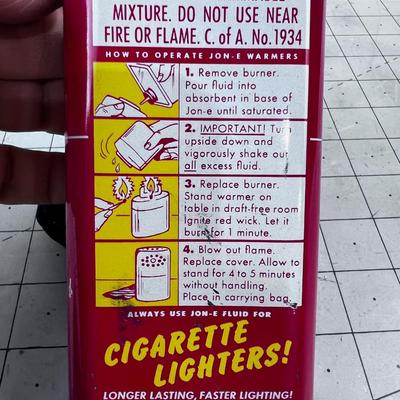 MIXTURE. DO NOT USE NEAR
FIRE OR FLAME. C. of A. No.1934
HOW TO OPERATE JON-E WARMERS
1. Remove burner.
Pour fluid into
absorbent in base of
Jon-e until saturated.
2. IMPORTANT! Turn
upside down and
vigorously shake out
all excess fluid.
3. Replace burner.
Stand warmer on
table in draft-free room
Ignite red wick. Let it
burn for 1 minute.
4. Blow out flame.
Replace cover. Allow to
stand for 4 to 5 minutes
without handling.
Place in carrying bag.
ALWAYS USE JON-E FLUID FOR
CIGARETTE
LIGHTERS!
LONGER LASTING, FASTER LIGHTING!